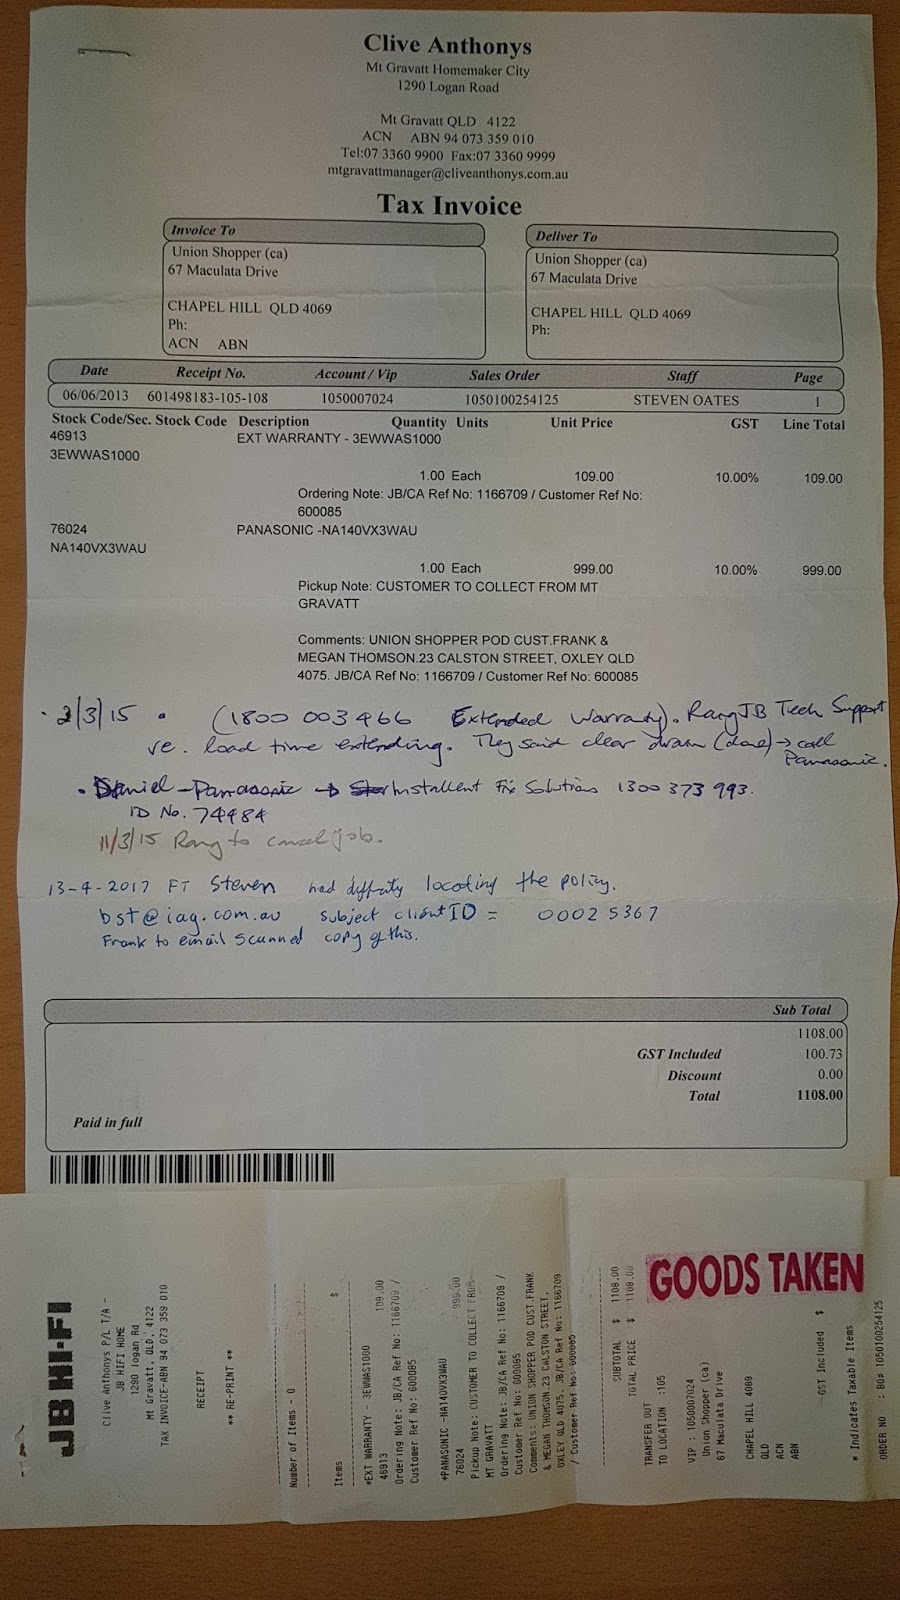 Clive Anthonys
Mt Gravatt Homemaker City
1290 Logan Road
Mt Gravatt QLD 4122
ACN ABN 94 073 359 010
Tel:07 3360 9900 Fax:07 3360 9999
mtgravattmanager@cliveanthonys.com.au
Tax Invoice
Invoice To
Union Shopper (ca)
67 Maculata Drive
CHAPEL HILL QLD 4069
Ph:
ACN ABN
Deliver To
Union Shopper (ca)
67 Maculata Drive
CHAPEL HILL QLD 4069
Ph:
Date Receipt No. Account / Vip Sales Order Staff Page
06/06/2013 601498183-105-108 1050007024 1050100254125 STEVEN OATES 1
Stock Code/Sec. Stock Code Description Quantity Units Unit Price GST Line Total
46913 EXT WARRANTY - 3EWWAS1000
3EWWAS1000
1.00 Each 109.00 10.00% 109.00
Ordering Note: JB/CA Ref No: 1166709 / Customer Ref No:
600085
76024 PANASONIC -NA140VX3WAU
NA140VX3WAU
1.00 Each 999.00 10.00% 999.00
Pickup Note: CUSTOMER TO COLLECT FROM MT
GRAVATT
Comments: UNION SHOPPER POD CUST.FRANK &
MEGAN THOMSON.23 CALSTON STREET, OXLEY QLD
4075. JB/CA Ref No: 1166709 / Customer Ref No: 600085
• 2/3/15 • (1800 003 466 Extended Warranty). Rang JB Tech Support
re. load time extending. They said clear drain (done) → call
Panasonic.
• Daniel - Panasonic → Installent Fix Solutions 1300 373 993.
ID No. 74484
11/3/15 Rang to cancel job.
13-4-2017 FT Steven had difficulty locating the policy.
bst@iag.com.au subject client ID = 00025367
Frank to email scanned copy of this.
Sub Total
1108.00
GST Included 100.73
Discount 0.00
Total 1108.00
Paid in full
JB HI-FI
Clive Anthonys P/L T/A -
JB HIFI HOME
1290 logan Rd
Mt Gravatt, QLD, 4122
TAX INVOICE-ABN 94 073 359 010
RECEIPT
** RE-PRINT **
Number of Items - 0
Items $
*EXT WARRANTY - 3EWWAS1000
46913 109.00
Ordering Note: JB/CA Ref No: 1166709 /
Customer Ref No: 600085
*PANASONIC -NA140VX3WAU
76024 999.00
Pickup Note: CUSTOMER TO COLLECT FROM
MT GRAVATT
Ordering Note: JB/CA Ref No: 1166709 /
Customer Ref No: 600085
Comments: UNION SHOPPER POD CUST.FRANK
& MEGAN THOMSON.23 CALSTON STREET,
OXLEY QLD 4075. JB/CA Ref No: 1166709
/ Customer Ref No: 600085
SUBTOTAL $ 1108.00
TOTAL PRICE $ 1108.00
GOODS TAKEN
TRANSFER OUT
TO LOCATION :105
VIP : 1050007024
Union Shopper (ca)
67 Maculata Drive
CHAPEL HILL 4069
QLD
ACN
ABN
GST Included $
* Indicates Taxable Items
ORDER NO : BO# 1050100254125